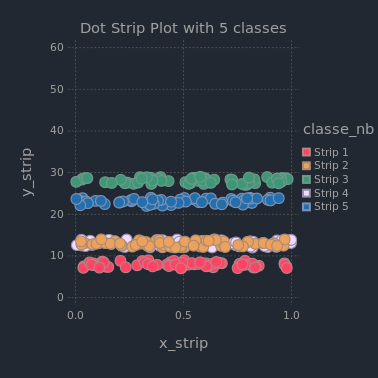 Dot Strip Plot with 5 classes
60
50
40
30
20
10
0
y_strip
0.0
0.5
1.0
x_strip
classe_nb
Strip 1
Strip 2
Strip 3
Strip 4
Strip 5